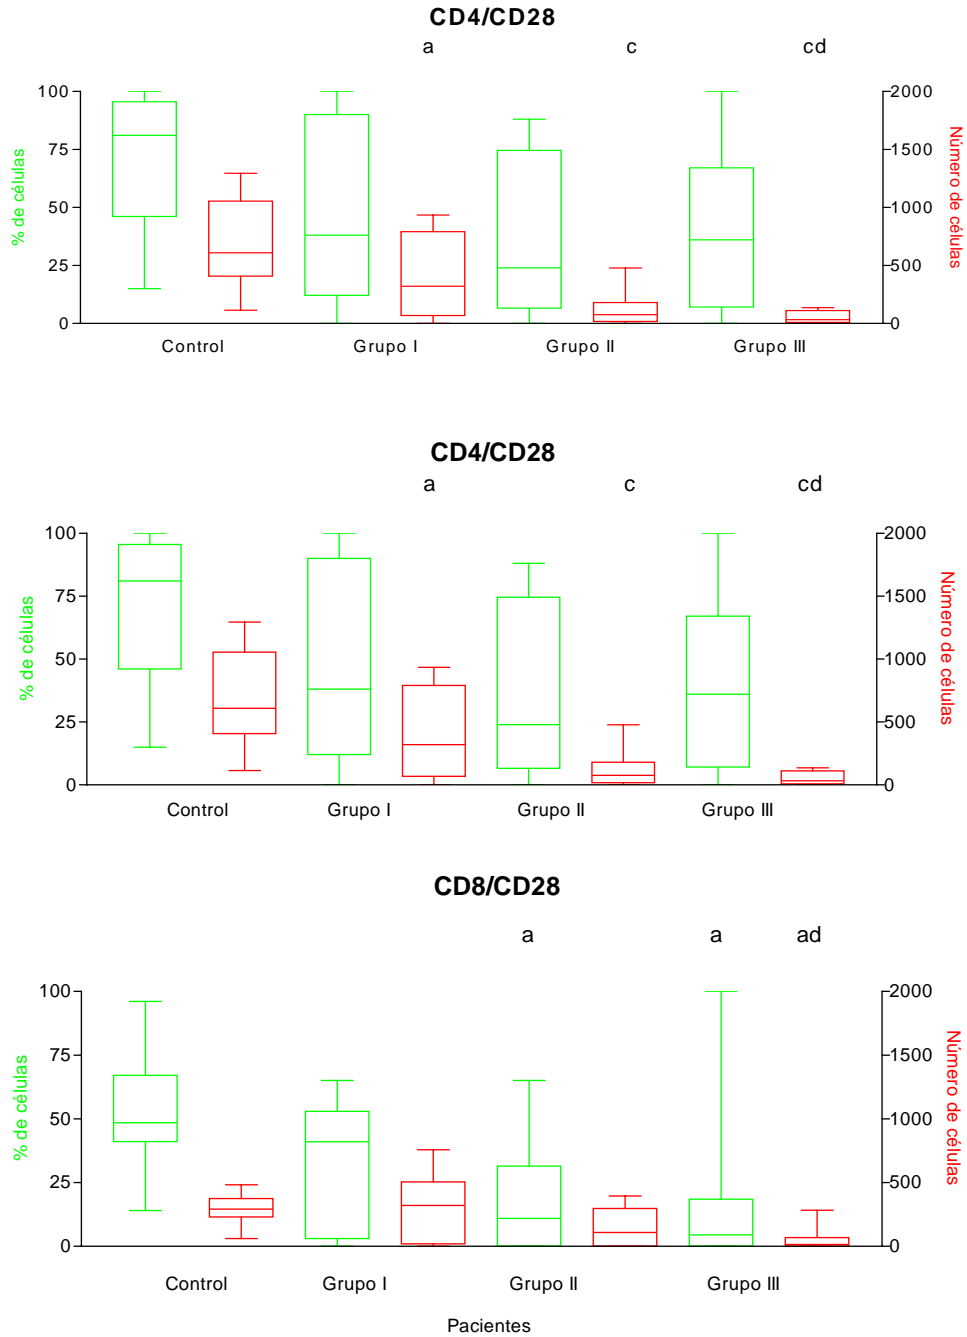 CD4/CD28
a c cd
100 2000
75 1500
50 1000
25 500
0 0
% de células
Número de células
Control Grupo I Grupo II Grupo III
CD4/CD28
a c cd
100 2000
75 1500
50 1000
25 500
0 0
% de células
Número de células
Control Grupo I Grupo II Grupo III
CD8/CD28
a a ad
100 2000
75 1500
50 1000
25 500
0 0
% de células
Número de células
Control Grupo I Grupo II Grupo III
Pacientes